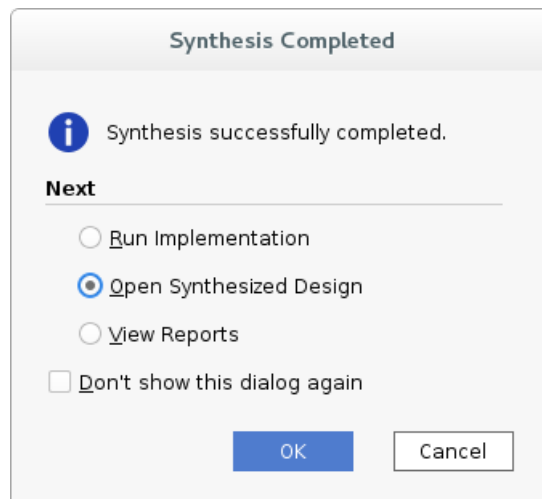 Synthesis Completed
Synthesis successfully completed.
Next
Run Implementation
Open Synthesized Design
View Reports
Don't show this dialog again
OK Cancel